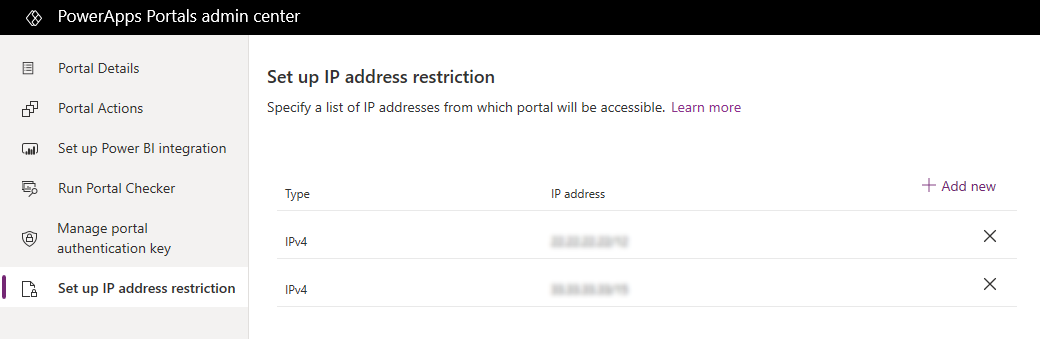 PowerApps Portals admin center
Portal Details
Portal Actions
Set up Power BI integration
Run Portal Checker
Manage portal
authentication key
Set up IP address restriction
Set up IP address restriction
Specify a list of IP addresses from which portal will be accessible. Learn more
Type IP address Add new
IPv4
IPv4